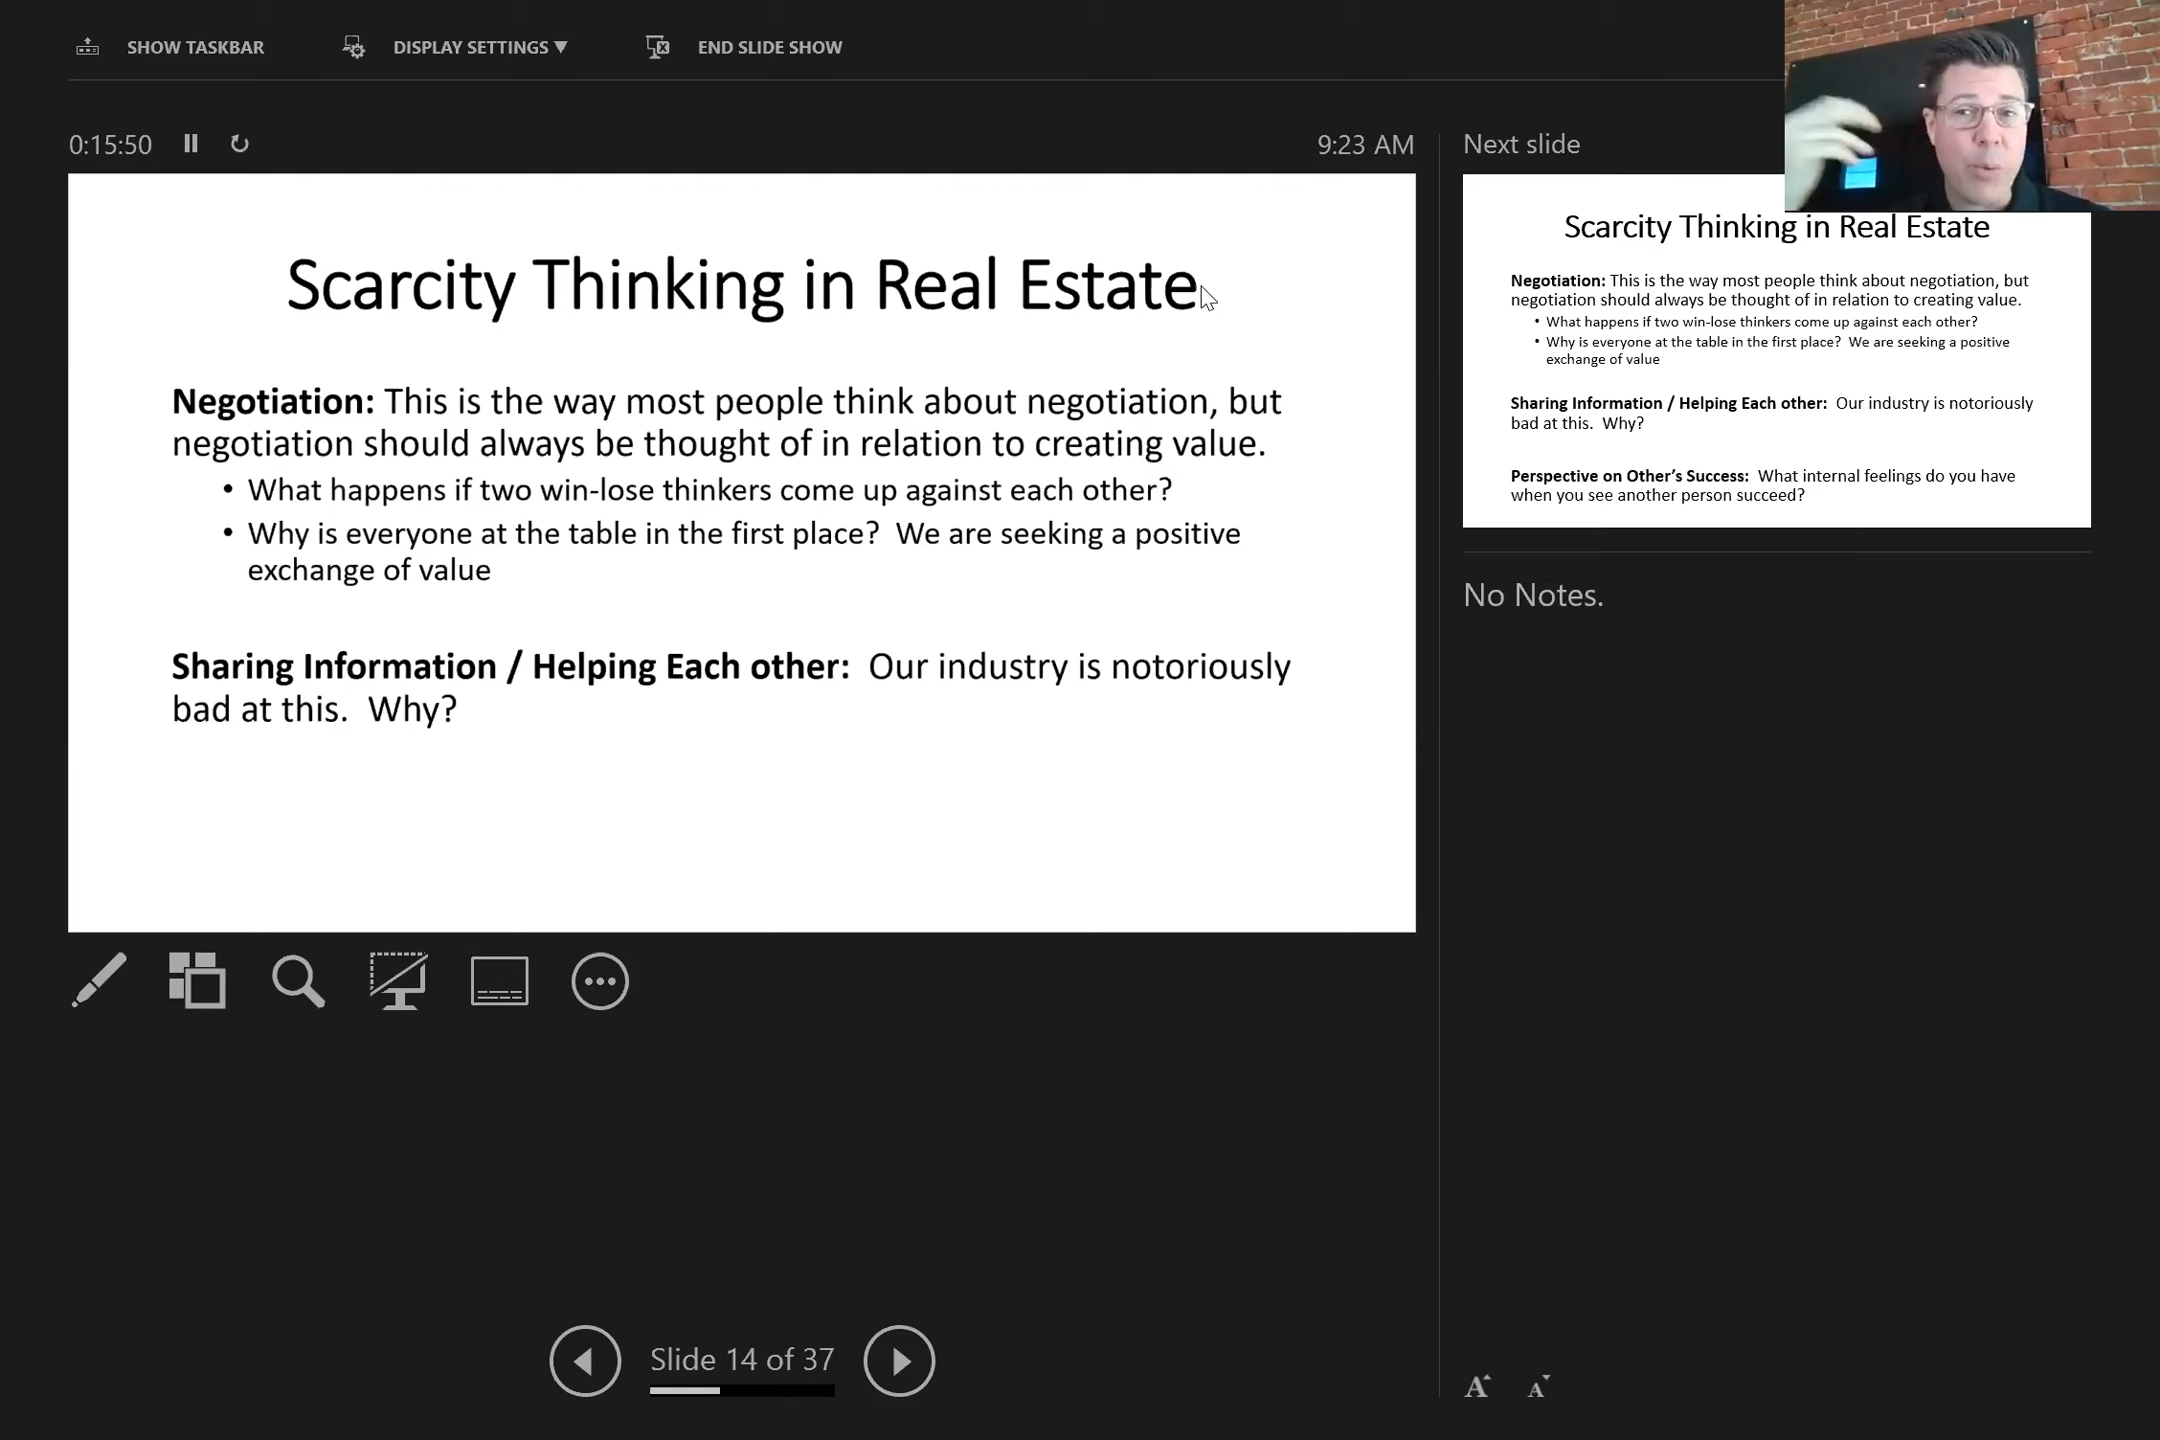 SHOW TASKBAR
DISPLAY SETTINGS ▼
END SLIDE SHOW
0:15:50
9:23 AM
Scarcity Thinking in Real Estate
Negotiation: This is the way most people think about negotiation, but
negotiation should always be thought of in relation to creating value.
• What happens if two win-lose thinkers come up against each other?
• Why is everyone at the table in the first place?  We are seeking a positive
exchange of value
Sharing Information / Helping Each other:  Our industry is notoriously
bad at this.  Why?
Slide 14 of 37
Next slide
Scarcity Thinking in Real Estate
Negotiation: This is the way most people think about negotiation, but
negotiation should always be thought of in relation to creating value.
• What happens if two win-lose thinkers come up against each other?
• Why is everyone at the table in the first place?  We are seeking a positive
exchange of value
Sharing Information / Helping Each other:  Our industry is notoriously
bad at this.  Why?
Perspective on Other's Success:  What internal feelings do you have
when you see another person succeed?
No Notes.
A A